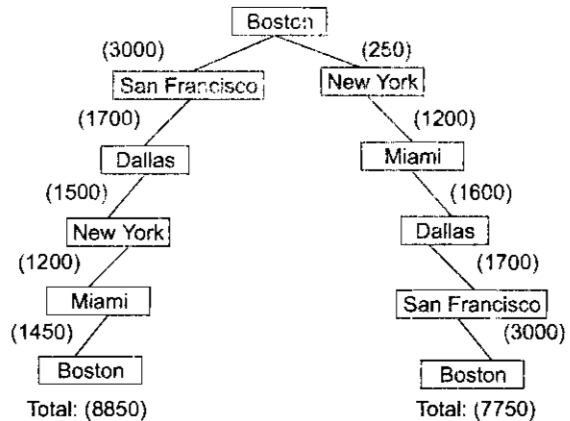 Boston
(3000) (250)
San Francisco New York
(1700) (1200)
Dallas Miami
(1500) (1600)
New York Dallas
(1200) (1700)
Miami San Francisco
(1450) (3000)
Boston Boston
Total: (8850) Total: (7750)